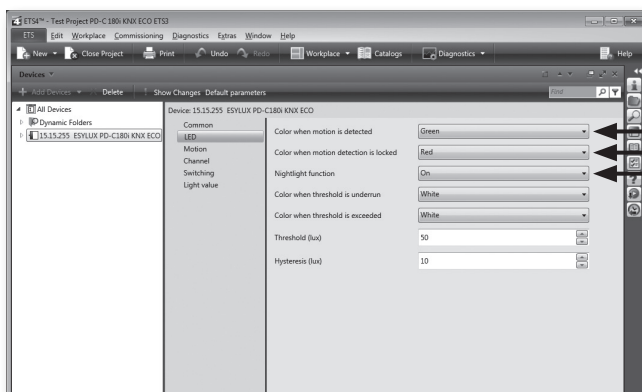 ETS4™ - Test Project PD-C 180i KNX ECO ETS3
ETS Edit Workplace Commissioning Diagnostics Extras Window Help
New Close Project Print Undo Redo Workplace Catalogs Diagnostics Help
Devices
Add Devices Delete Show Changes Default parameters Find
All Devices
Dynamic Folders
15.15.255 ESYLUX PD-C180i KNX ECO
Device: 15.15.255 ESYLUX PD-C180i KNX ECO
Common
LED
Motion
Channel
Switching
Light value
Color when motion is detected Green
Color when motion detection is locked Red
Nightlight function On
Color when threshold is underrun White
Color when threshold is exceeded White
Threshold (lux) 50
Hysteresis (lux) 10